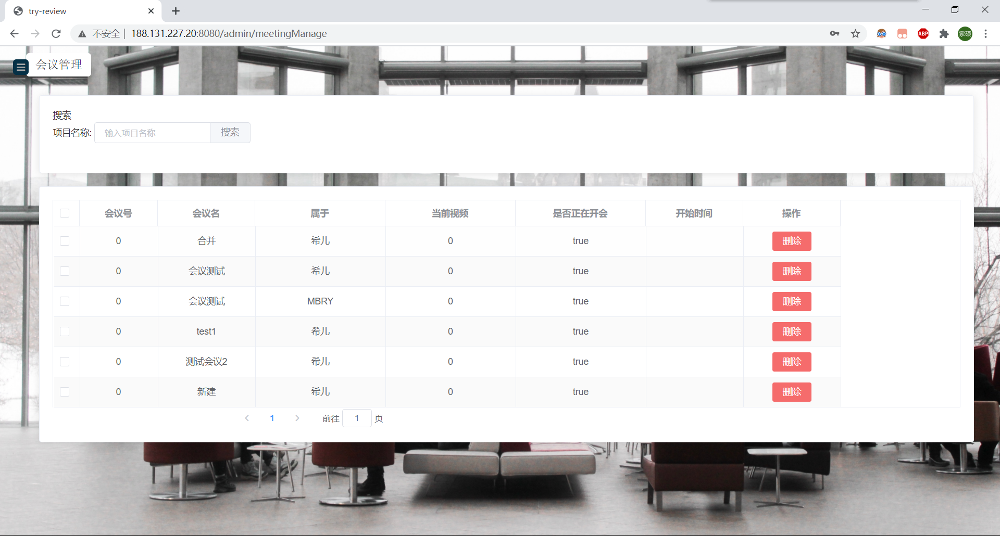 try-review
不安全 | 188.131.227.20:8080/admin/meetingManage
ABP
家硕
会议管理
搜索
项目名称: 输入项目名称 搜索
会议号 会议名 属于 当前视频 是否正在开会 开始时间 操作
0 合并 希儿 0 true 删除
0 会议测试 希儿 0 true 删除
0 会议测试 MBRY 0 true 删除
0 test1 希儿 0 true 删除
0 测试会议2 希儿 0 true 删除
0 新建 希儿 0 true 删除
1 前往 1 页